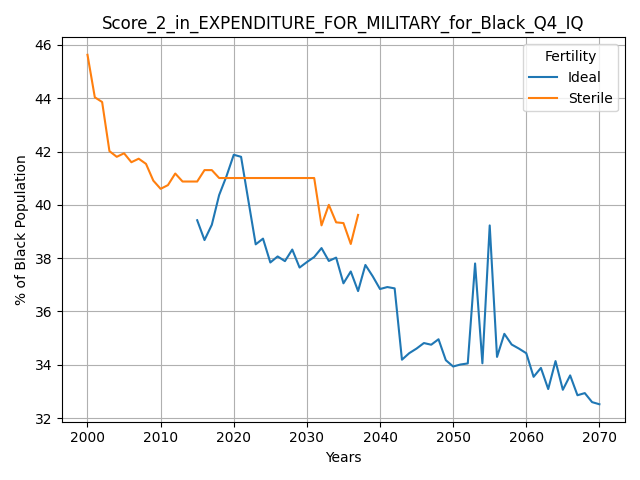 Score_2_in_EXPENDITURE_FOR_MILITARY_for_Black_Q4_IQ
Fertility
Ideal
Sterile
% of Black Population
46
44
42
40
38
36
34
32
2000
2010
2020
2030
2040
2050
2060
2070
Years